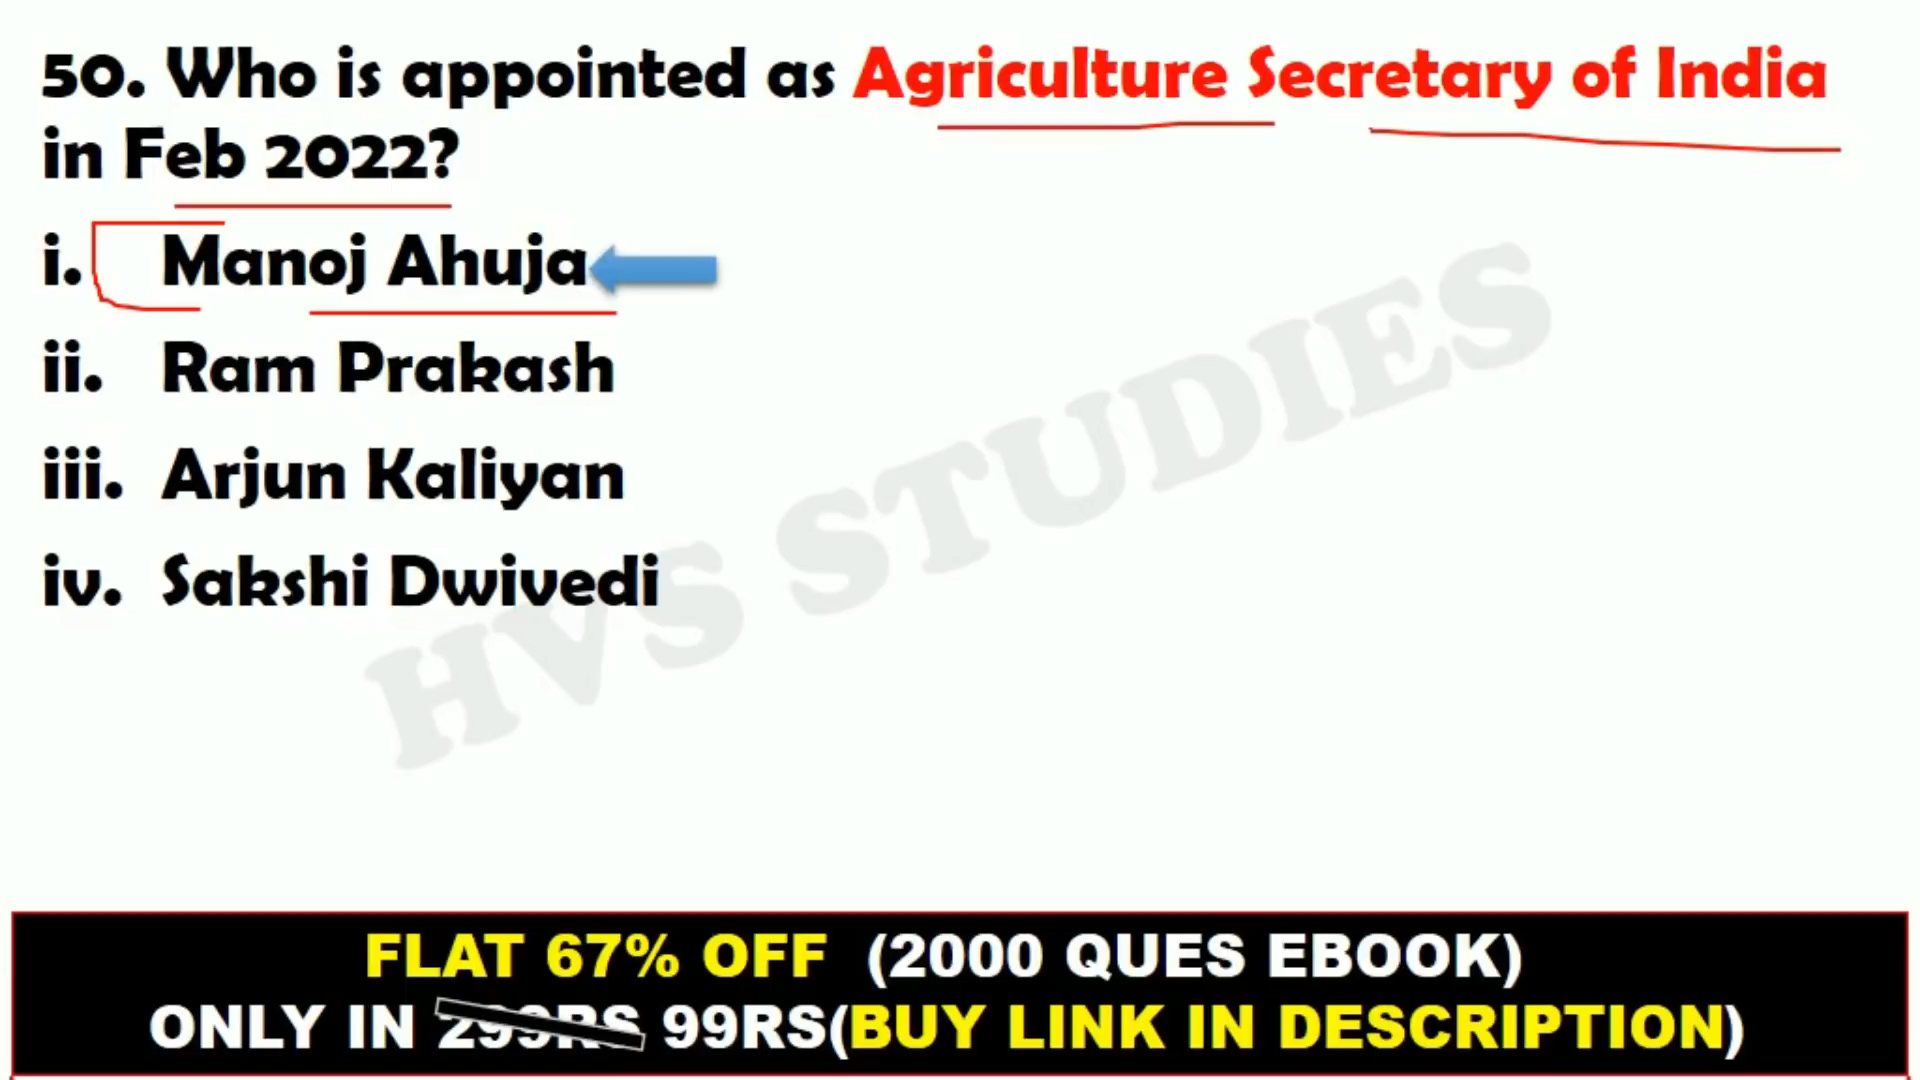 50. Who is appointed as Agriculture Secretary of India
in Feb 2022?
i. Manoj Ahuja
ii. Ram Prakash
iii. Arjun Kaliyan
iv. Sakshi Dwivedi
HVS STUDIES
FLAT 67% OFF (2000 QUES EBOOK)
ONLY IN 299RS 99RS(BUY LINK IN DESCRIPTION)